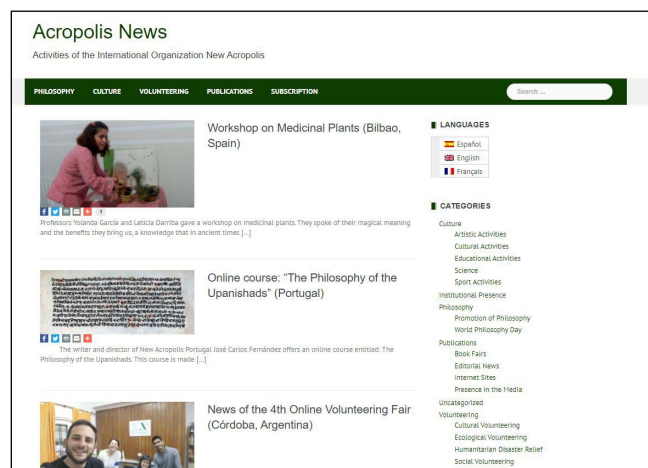 Acropolis News
Activities of the International Organization New Acropolis
PHILOSOPHY CULTURE VOLUNTEERING PUBLICATIONS SUBSCRIPTION
Search ...
Workshop on Medicinal Plants (Bilbao,
Spain)
1
Professors Yolanda García and Leticia Darriba gave a workshop on medicinal plants. They spoke of their magical meaning
and the benefits they bring us, a knowledge that in ancient times [...]
Online course: “The Philosophy of the
Upanishads” (Portugal)
The writer and director of New Acropolis Portugal José Carlos Fernández offers an online course entitled: The
Philosophy of the Upanishads. This course is made [...]
News of the 4th Online Volunteering Fair
(Córdoba, Argentina)
LANGUAGES
Español
English
Français
CATEGORIES
Culture
Artistic Activities
Cultural Activities
Educational Activities
Science
Sport Activities
Institutional Presence
Philosophy
Promotion of Philosophy
World Philosophy Day
Publications
Book Fairs
Editorial News
Internet Sites
Presence in the Media
Uncategorized
Volunteering
Cultural Volunteering
Ecological Volunteering
Humanitarian Disaster Relief
Social Volunteering